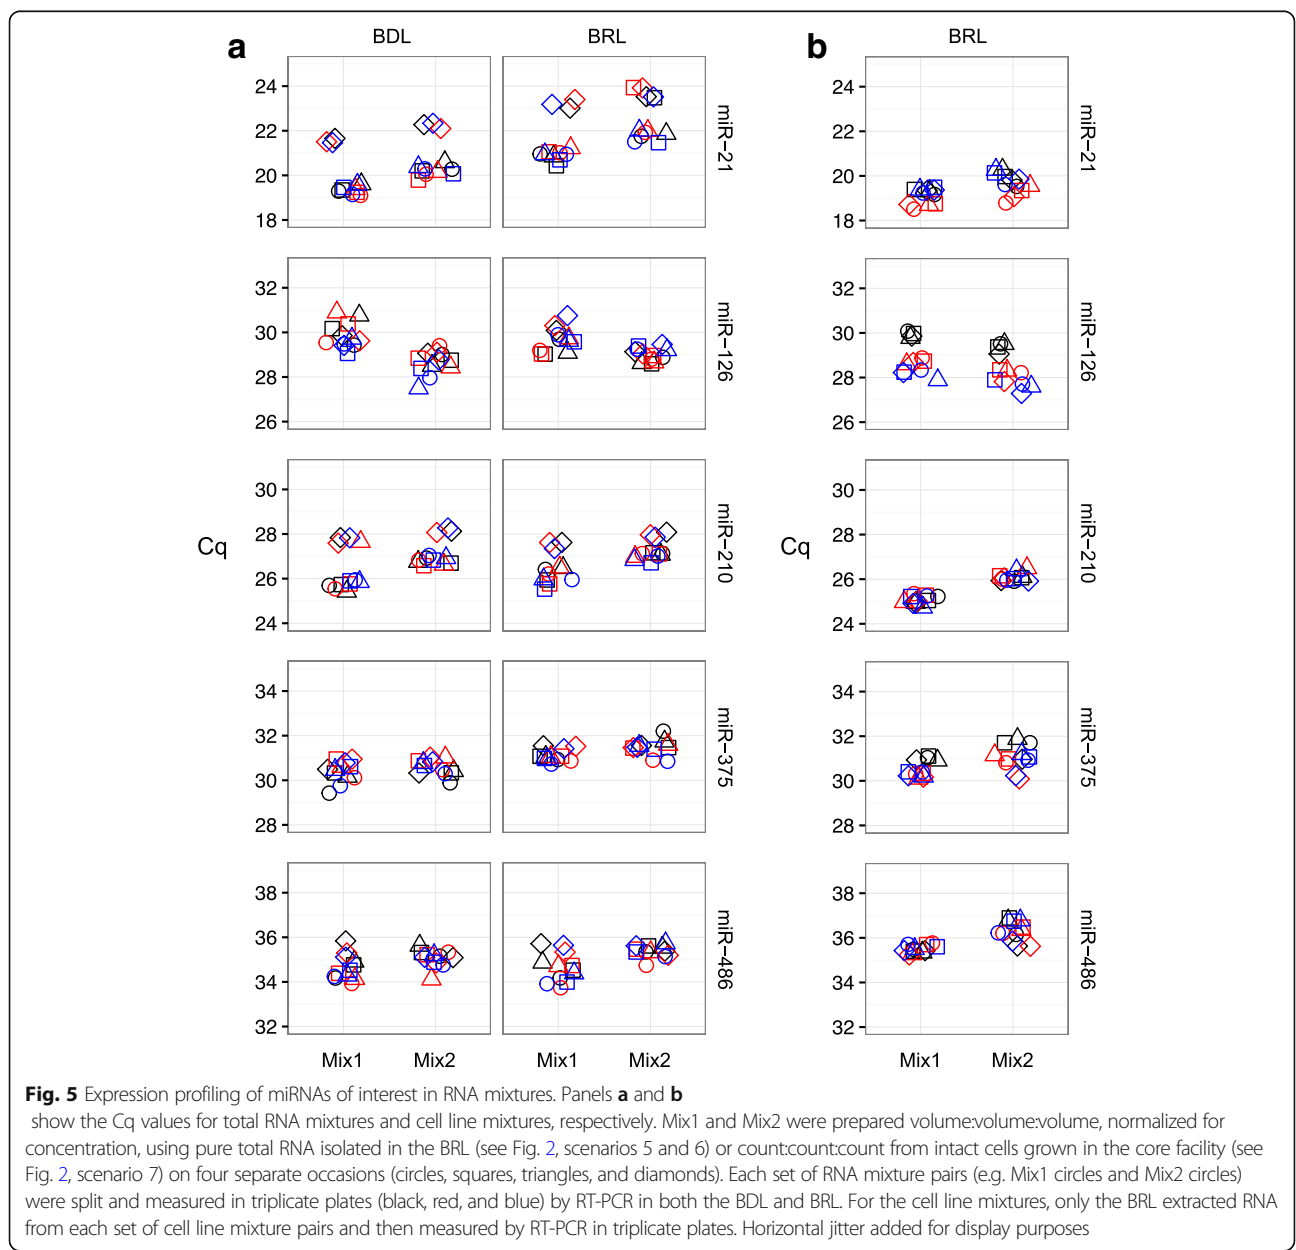 a
BDL
BRL
24
22
20
18
miR−21
32
30
28
26
miR−126
30
28
26
24
miR−210
Cq
34
32
30
28
miR−375
38
36
34
32
miR−486
Mix1
Mix2
Mix1
Mix2
b
BRL
24
22
20
18
miR−21
32
30
28
26
miR−126
30
28
26
24
miR−210
Cq
34
32
30
28
miR−375
38
36
34
32
miR−486
Mix1
Mix2
Fig. 5 Expression profiling of miRNAs of interest in RNA mixtures. Panels a and b
show the Cq values for total RNA mixtures and cell line mixtures, respectively. Mix1 and Mix2 were prepared volume:volume:volume, normalized for
concentration, using pure total RNA isolated in the BRL (see Fig. 2, scenarios 5 and 6) or count:count:count from intact cells grown in the core facility (see
Fig. 2, scenario 7) on four separate occasions (circles, squares, triangles, and diamonds). Each set of RNA mixture pairs (e.g. Mix1 circles and Mix2 circles)
were split and measured in triplicate plates (black, red, and blue) by RT-PCR in both the BDL and BRL. For the cell line mixtures, only the BRL extracted RNA
from each set of cell line mixture pairs and then measured by RT-PCR in triplicate plates. Horizontal jitter added for display purposes